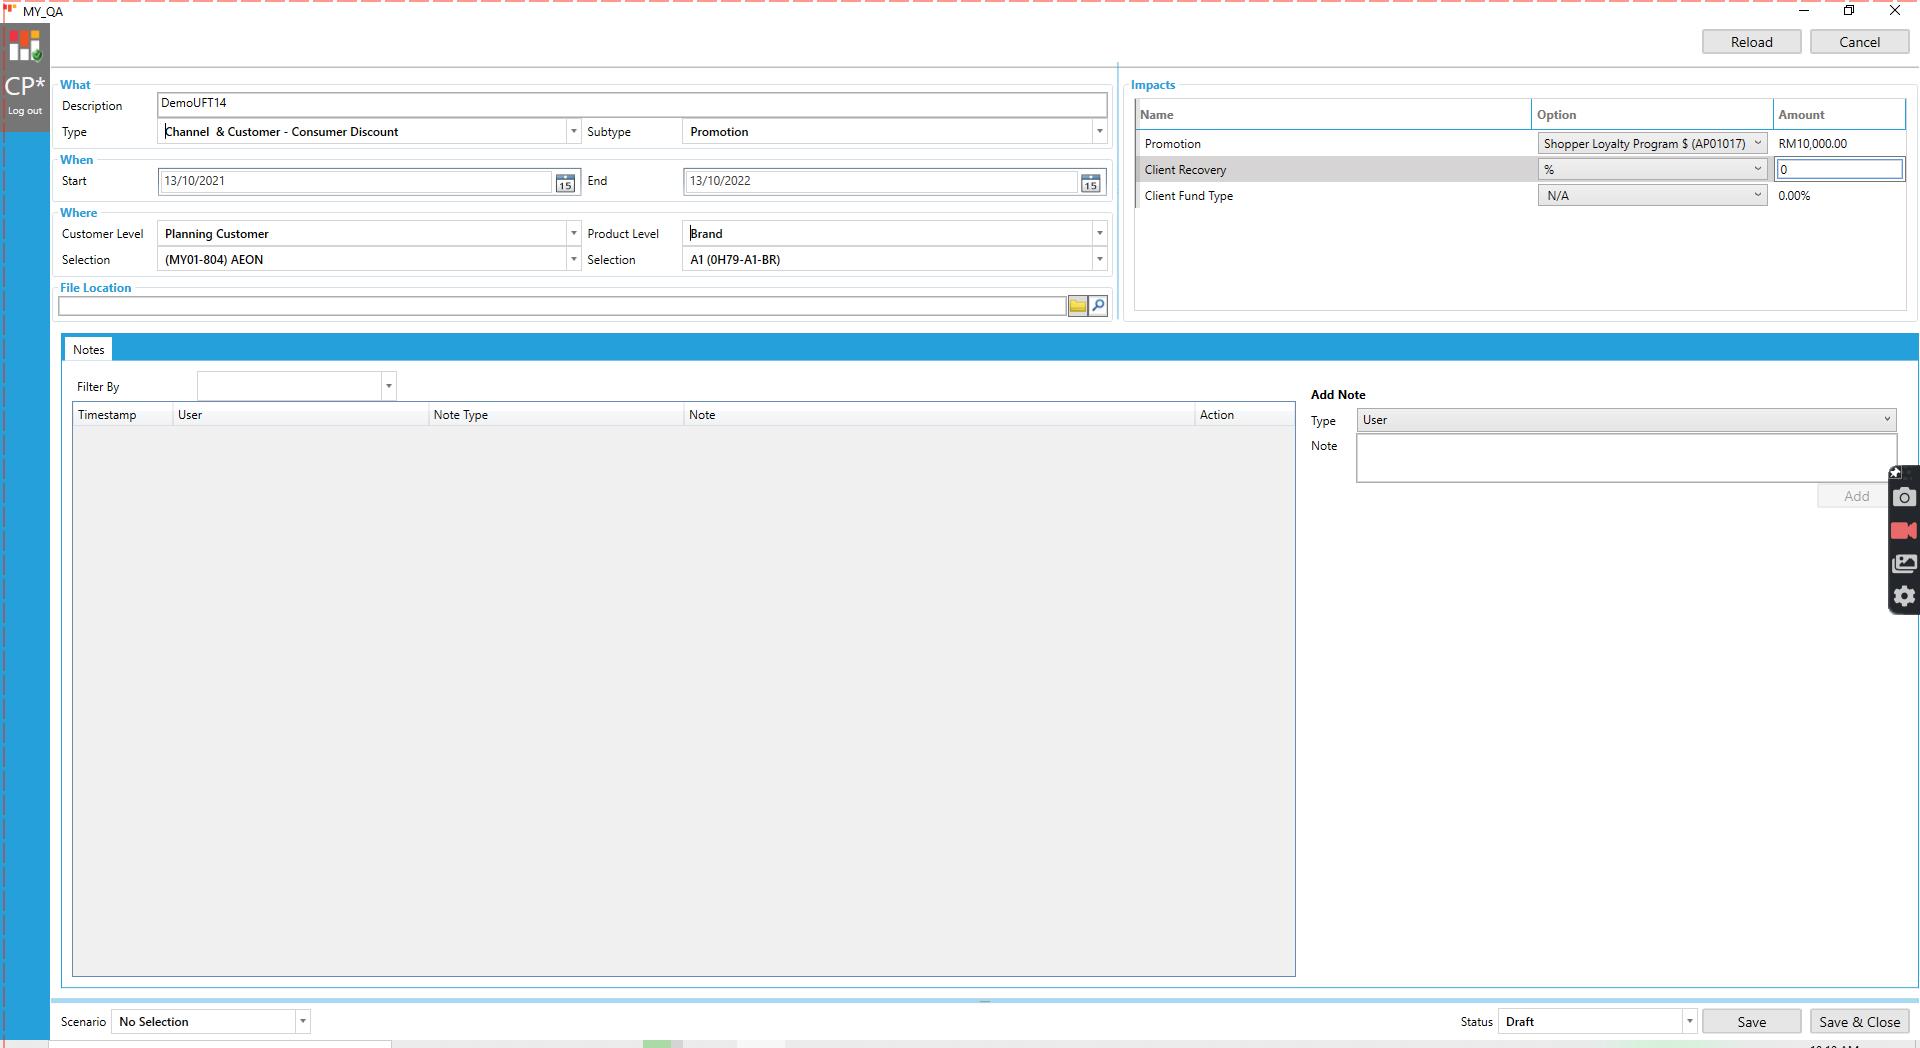 MY_QA
Reload
Cancel
CP*
Log out
What
Description
DemoUFT14
Type
Channel & Customer - Consumer Discount
Subtype
Promotion
When
Start
13/10/2021
15
End
13/10/2022
15
Where
Customer Level
Planning Customer
Product Level
Brand
Selection
(MY01-804) AEON
Selection
A1 (0H79-A1-BR)
File Location
Impacts
Name
Option
Amount
Promotion
Shopper Loyalty Program $ (AP01017)
RM10,000.00
Client Recovery
%
0
Client Fund Type
N/A
0.00%
Notes
Filter By
Timestamp
User
Note Type
Note
Action
Add Note
Type
User
Note
Add
Scenario
No Selection
Status
Draft
Save
Save & Close